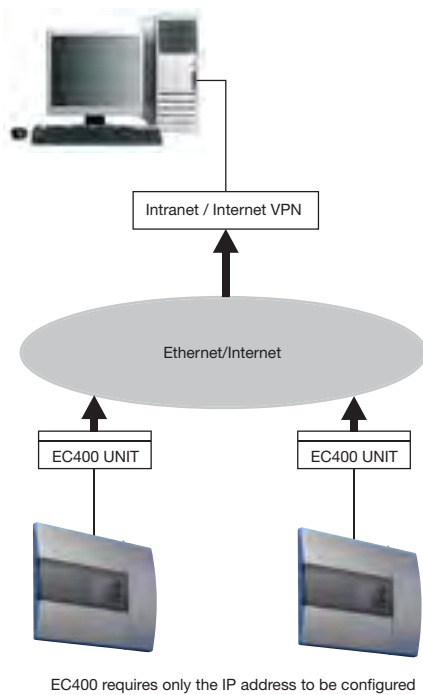 Intranet / Internet VPN
Ethernet/Internet
EC400 UNIT
EC400 UNIT
EC400 requires only the IP address to be configured